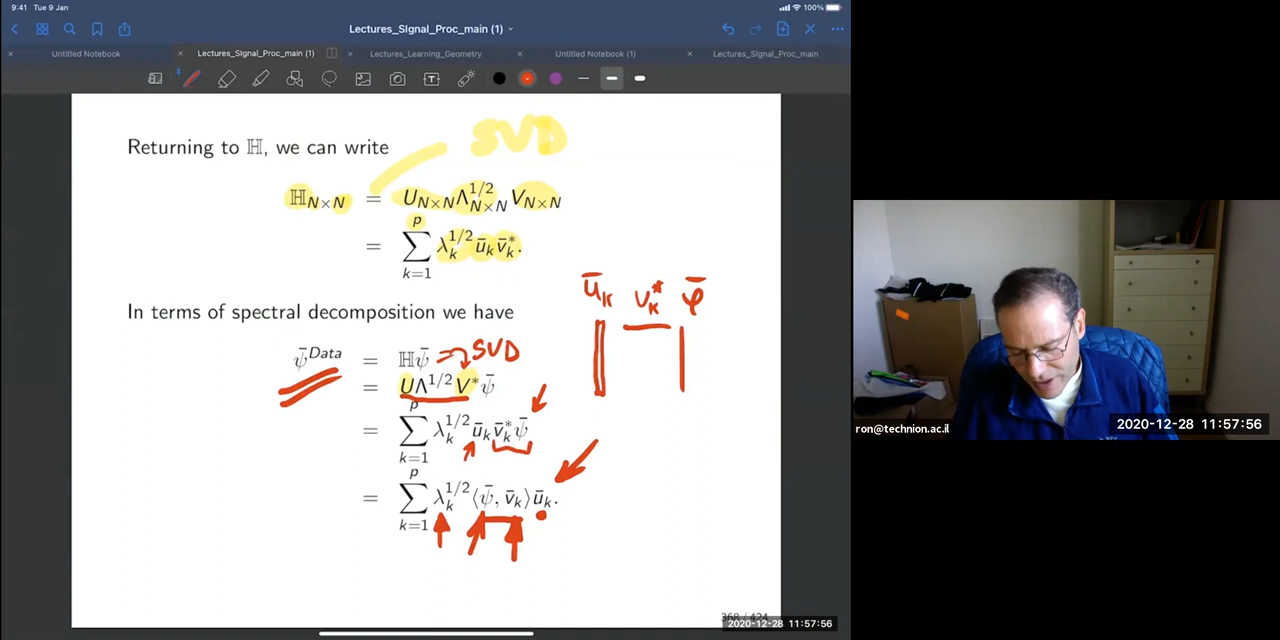 9:41 Tue 9 Jan
100%
Lectures_SIgnal_Proc_main (1)
Untitled Notebook
Lectures_SIgnal_Proc_main (1)
Lectures_Learning_Geometry
Untitled Notebook (1)
Lectures_SIgnal_Proc_main
Returning to ℍ, we can write
SVD
ℍ_{N×N} = U_{N×N} Λ^{1/2}_{N×N} V_{N×N}
= ∑_{k=1}^{p} λ_k^{1/2} ū_k v̄_k^*.
ū_k v_k^* φ̄
In terms of spectral decomposition we have
ψ̄^{Data} = ℍψ̄ SVD
= UΛ^{1/2}V^*ψ̄
= ∑_{k=1}^{p} λ_k^{1/2} ū_k v̄_k^* ψ̄
= ∑_{k=1}^{p} λ_k^{1/2} ⟨ψ̄, v̄_k⟩ū_k.
368 / 424
2020-12-28 11:57:56
ron@technion.ac.il
2020-12-28 11:57:56